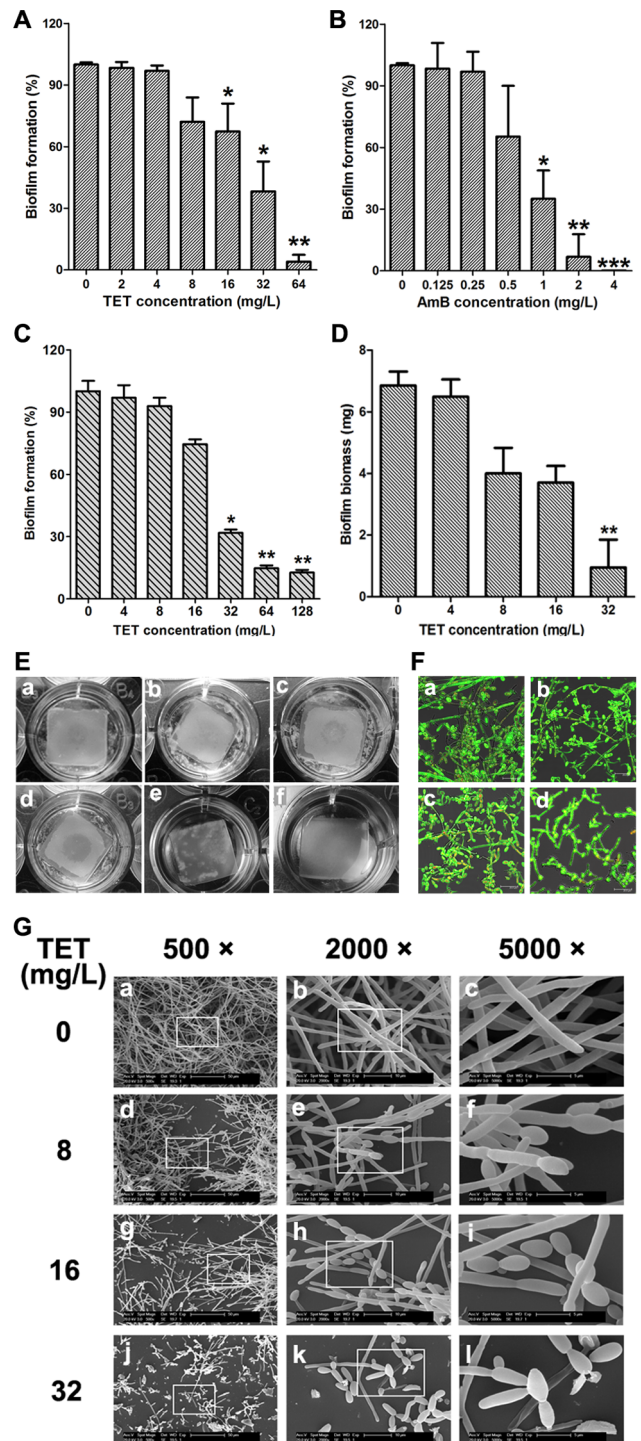 A
Biofilm formation (%)
120
90
60
30
0
*
*
**
0 2 4 8 16 32 64
TET concentration (mg/L)
B
Biofilm formation (%)
120
90
60
30
0
*
**
***
0 0.125 0.25 0.5 1 2 4
AmB concentration (mg/L)
C
Biofilm formation (%)
120
90
60
30
0
*
**
**
0 4 8 16 32 64 128
TET concentration (mg/L)
D
Biofilm biomass (mg)
8
6
4
2
0
**
0 4 8 16 32
TET concentration (mg/L)
E
a b c
d e f
F
a b
c d
G
TET
(mg/L)
500 × 2000 × 5000 ×
0
a b c
8
d e f
16
g h i
32
j k l